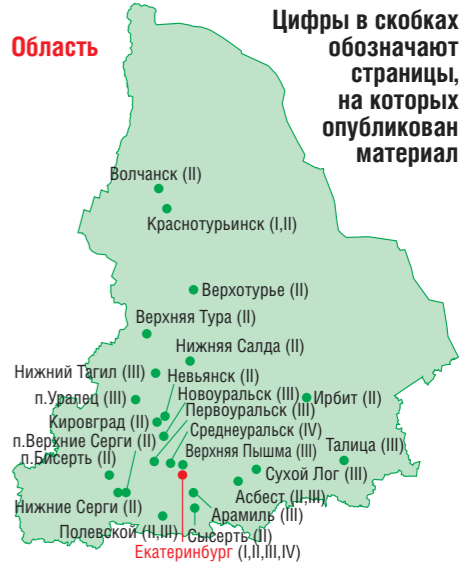 Область
Цифры в скобках
обозначают
страницы,
на которых
опубликован
материал
Волчанск (II)
Краснотурьинск (I,II)
Верхотурье (II)
Верхняя Тура (II)
Нижняя Салда (II)
Нижний Тагил (III)
Невьянск (II)
п.Уралец (III)
Новоуральск (III)
Ирбит (II)
Первоуральск (III)
Кировград (II)
Среднеуральск (IV)
п.Верхние Серги (II)
Верхняя Пышма (III)
Талица (III)
п.Бисерть (II)
Сухой Лог (III)
Асбест (II,III)
Нижние Серги (II)
Арамиль (III)
Полевской (II,III)
Сысерть (II)
Екатеринбург (I,II,III,IV)